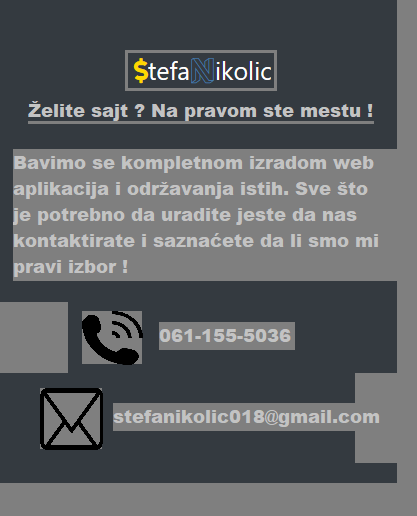 $tefaNikolic
Želite sajt ? Na pravom ste mestu !
Bavimo se kompletnom izradom web
aplikacija i održavanja istih. Sve što
je potrebno da uradite jeste da nas
kontaktirate i saznaćete da li smo mi
pravi izbor !
061-155-5036
stefanikolic018@gmail.com